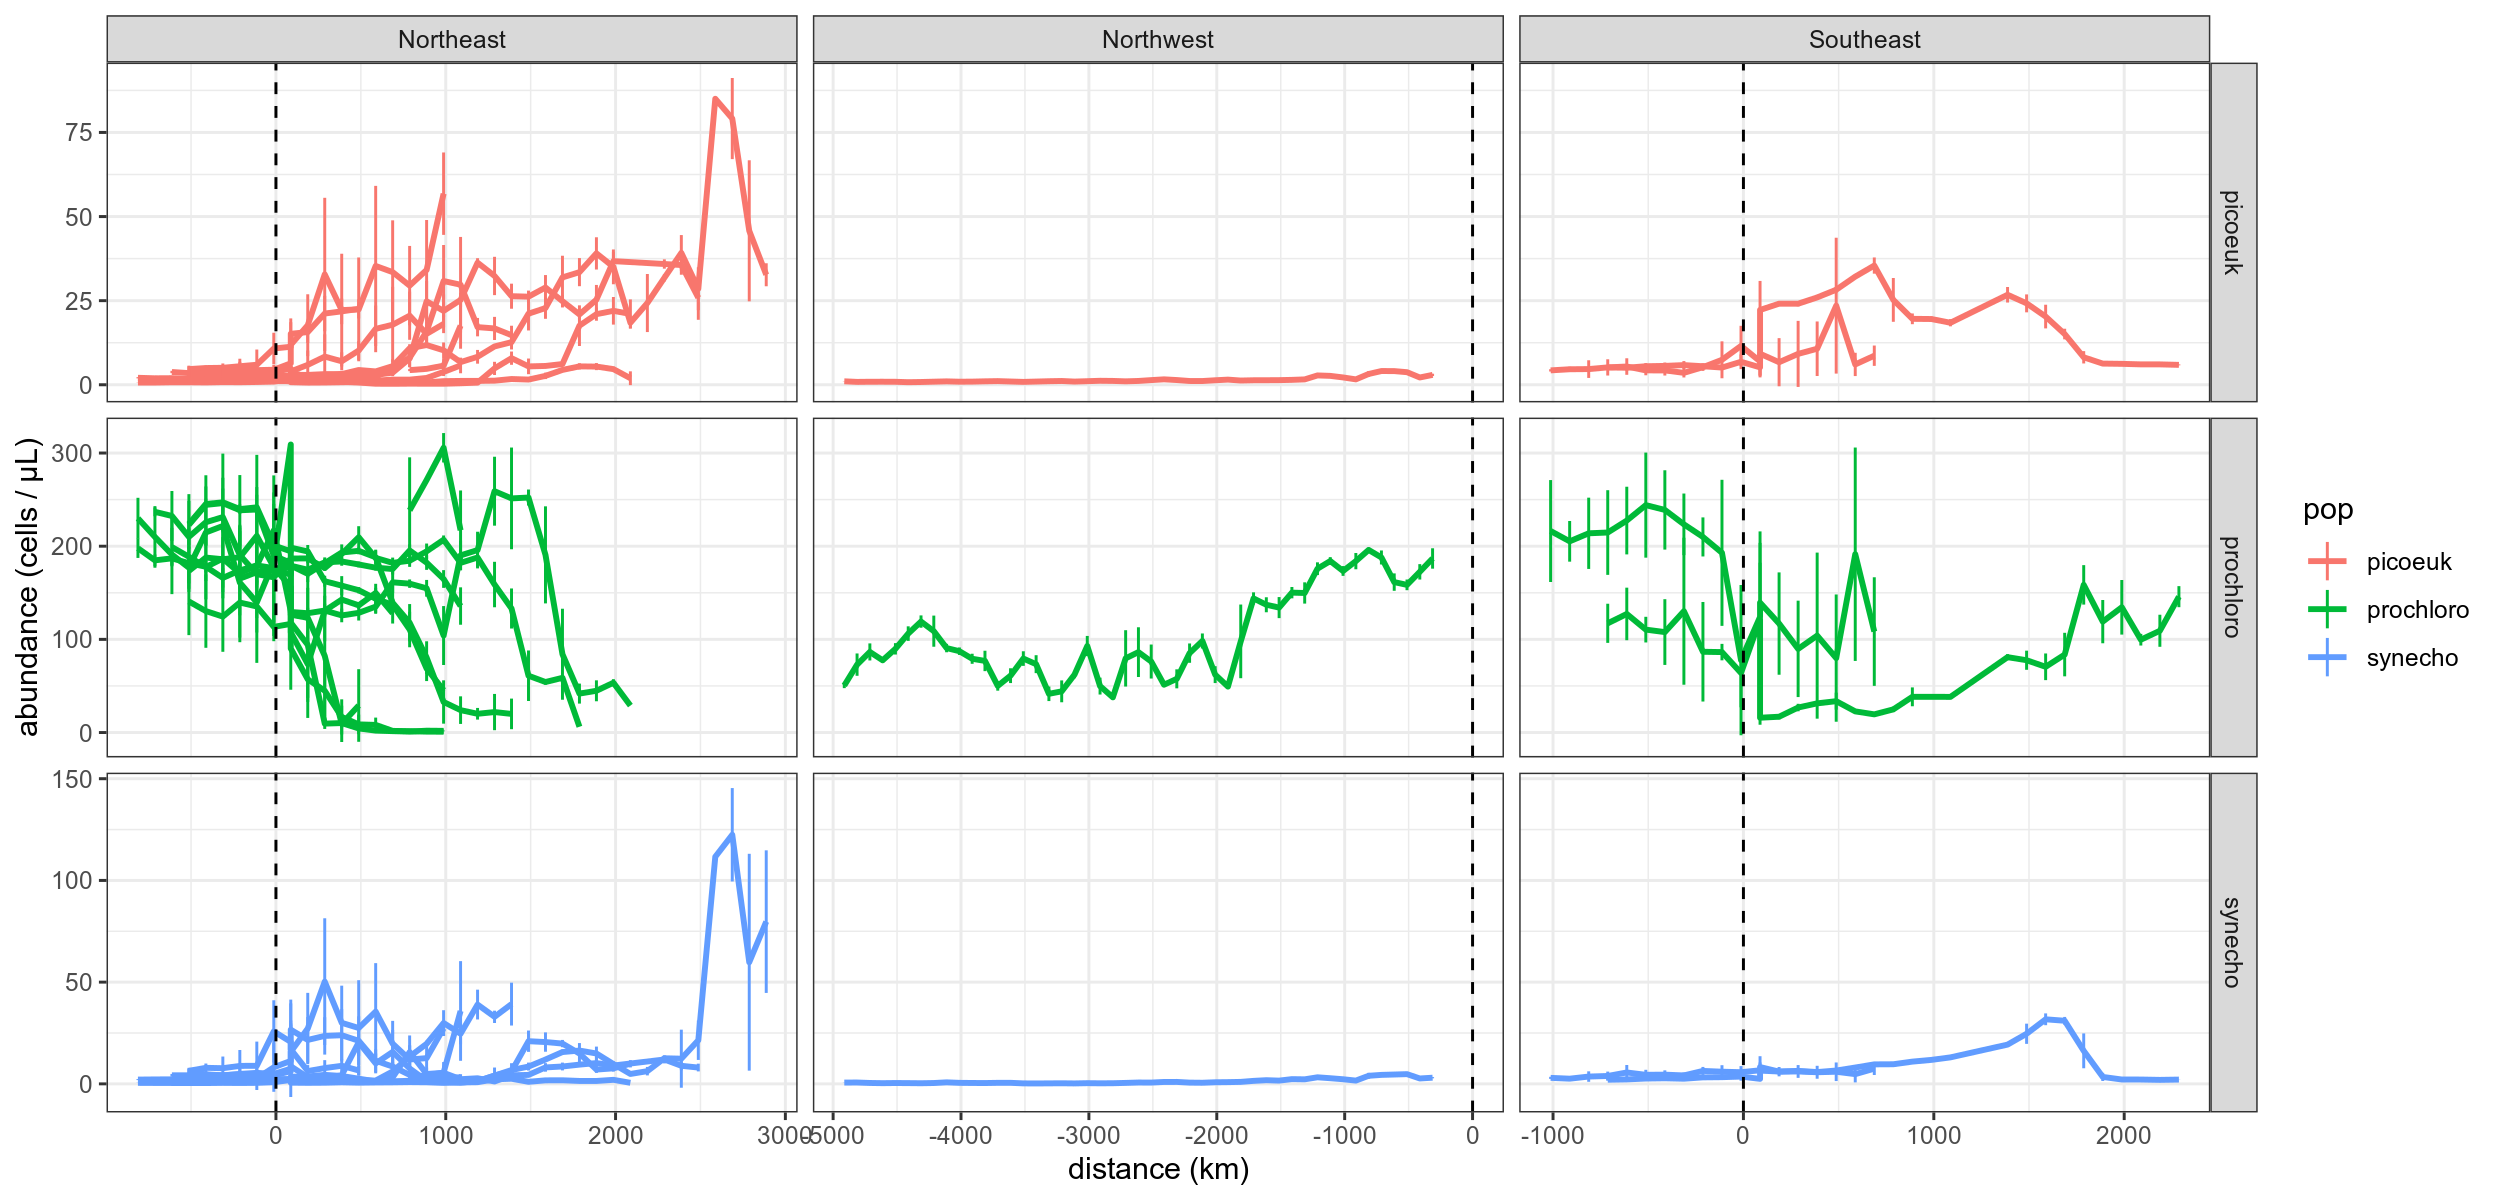 Northeast Northwest Southeast
75
50
25
0
picoeuk
300
200
100
0
prochloro
150
100
50
0
synecho
abundance (cells / µL)
0 1000 2000 3000 -5000 -4000 -3000 -2000 -1000 0 -1000 0 1000 2000
distance (km)
pop
picoeuk
prochloro
synecho